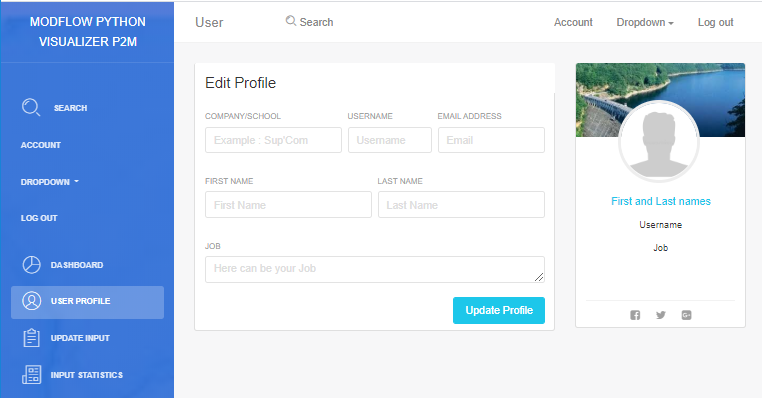 MODFLOW PYTHON
VISUALIZER P2M
SEARCH
ACCOUNT
DROPDOWN
LOG OUT
DASHBOARD
USER PROFILE
UPDATE INPUT
INPUT STATISTICS
User
Search
Account
Dropdown
Log out
Edit Profile
COMPANY/SCHOOL
USERNAME
EMAIL ADDRESS
Example : Sup'Com
Username
Email
FIRST NAME
LAST NAME
First Name
Last Name
JOB
Here can be your Job
Update Profile
First and Last names
Username
Job